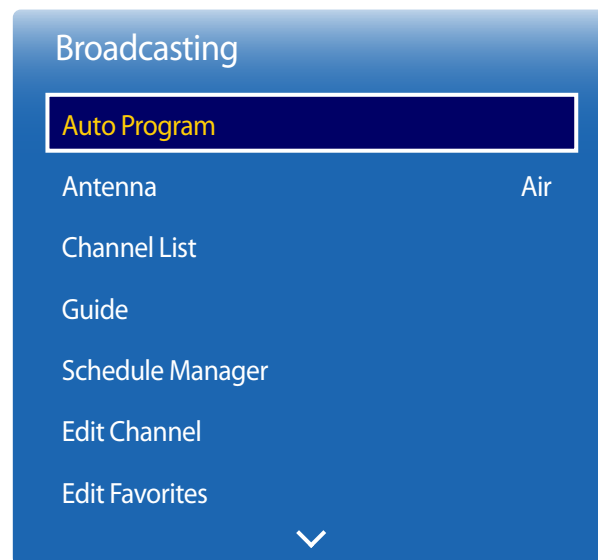 Broadcasting
Auto Program
Antenna Air
Channel List
Guide
Schedule Manager
Edit Channel
Edit Favorites